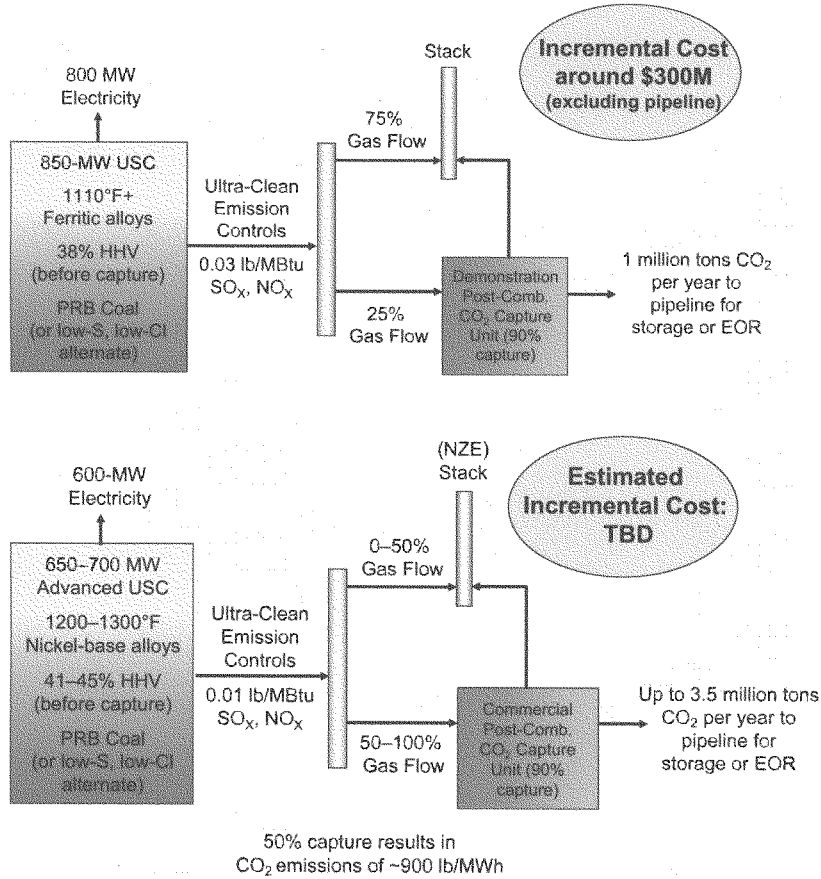 Incremental Cost
around $300M
(excluding pipeline)
Stack
800 MW
Electricity
75%
Gas Flow
850-MW USC
1110°F+
Ferritic alloys
38% HHV
(before capture)
PRB Coal
(or low-S, low-Cl
alternate)
Ultra-Clean
Emission
Controls
0.03 lb/MBtu
SOX, NOX
25%
Gas Flow
Demonstration
Post-Comb.
CO2 Capture
Unit (90%
capture)
1 million tons CO2
per year to
pipeline for
storage or EOR
(NZE)
Stack
Estimated
Incremental Cost:
TBD
600-MW
Electricity
0–50%
Gas Flow
650–700 MW
Advanced USC
1200–1300°F
Nickel-base alloys
41–45% HHV
(before capture)
PRB Coal
(or low-S, low-Cl
alternate)
Ultra-Clean
Emission
Controls
0.01 lb/MBtu
SOX, NOX
50–100%
Gas Flow
Commercial
Post-Comb.
CO2 Capture
Unit (90%
capture)
Up to 3.5 million tons
CO2 per year to
pipeline for
storage or EOR
50% capture results in
CO2 emissions of ~900 lb/MWh